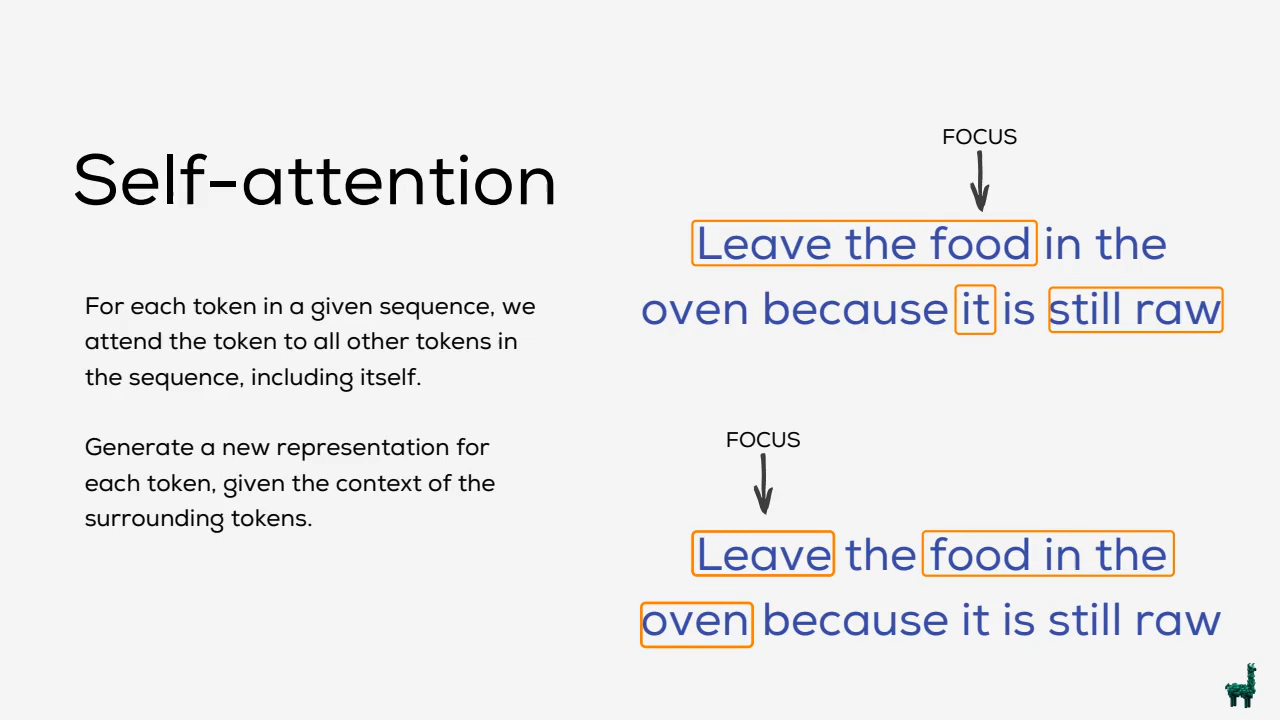 Self-attention
For each token in a given sequence, we
attend the token to all other tokens in
the sequence, including itself.
Generate a new representation for
each token, given the context of the
surrounding tokens.
FOCUS
Leave the food in the
oven because it is still raw
FOCUS
Leave the food in the
oven because it is still raw